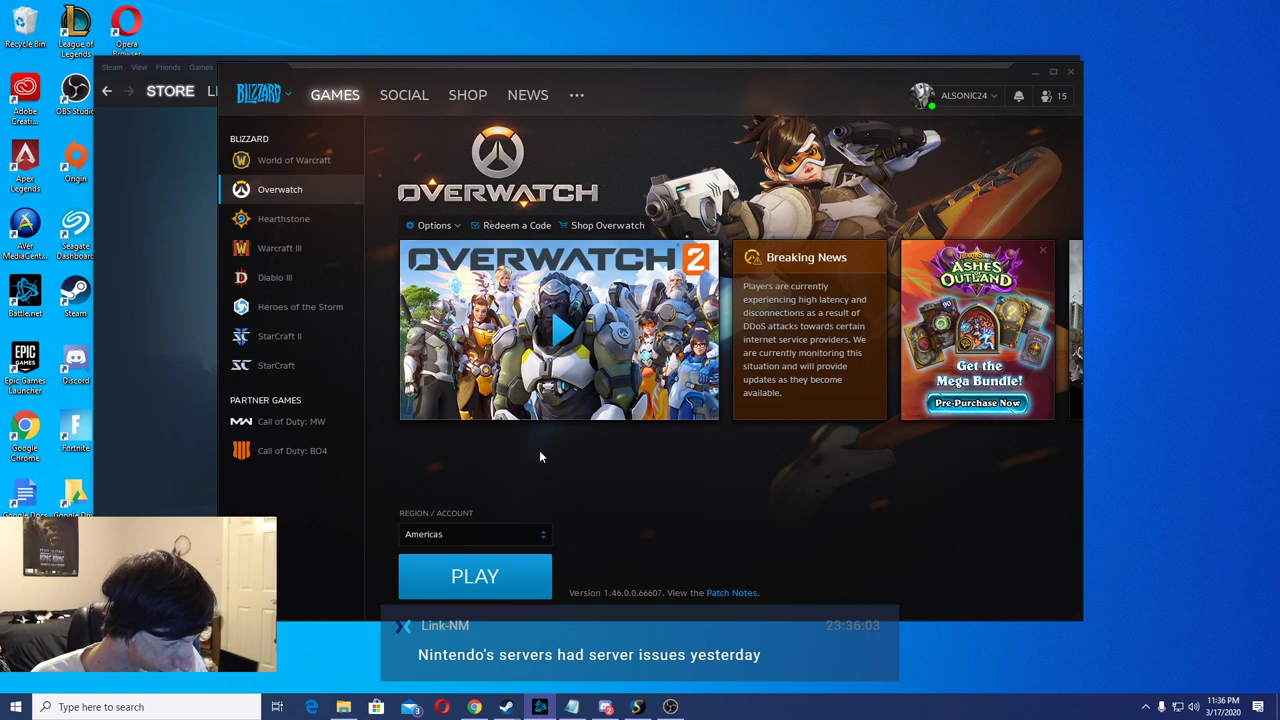 Recycle Bin
League of
Legends
Opera
Browser
Adobe
Creati...
OBS Studio
Apex
Legends
Origin
AVer
MediaCent...
Seagate
Dashboard
Battle.net
Steam
Epic Games
Launcher
Discord
Google
Chrome
Fortnite
Steam View Friends Games
STORE
BLIZZARD
GAMES SOCIAL SHOP NEWS
ALSONIC24
15
BLIZZARD
World of Warcraft
Overwatch
Hearthstone
Warcraft III
Diablo III
Heroes of the Storm
StarCraft II
StarCraft
PARTNER GAMES
Call of Duty: MW
Call of Duty: BO4
OVERWATCH
Options
Redeem a Code
Shop Overwatch
OVERWATCH 2
Breaking News
Players are currently
experiencing high latency and
disconnections as a result of
DDoS attacks towards certain
internet service providers. We
are currently monitoring this
situation and will provide
updates as they become
available.
ASHES
OUTLAND
Get the
Mega Bundle!
Pre-Purchase Now
REGION / ACCOUNT
Americas
PLAY
Version 1.46.0.0.66607. View the Patch Notes.
Link-NM
23:36:03
Nintendo's servers had server issues yesterday
Type here to search
11:36 PM
3/17/2020